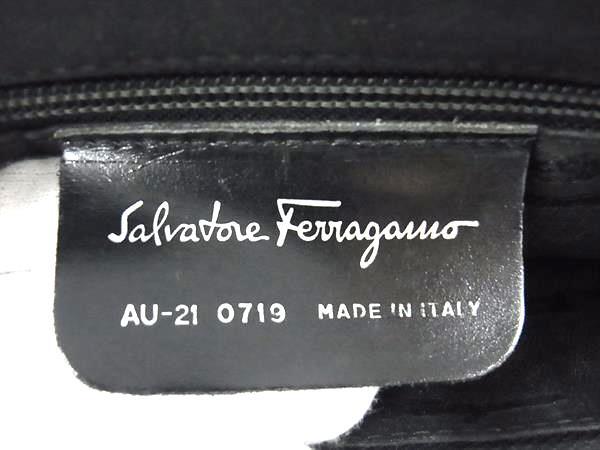 Salvatore Ferragamo
AU-21 0719 MADE IN ITALY